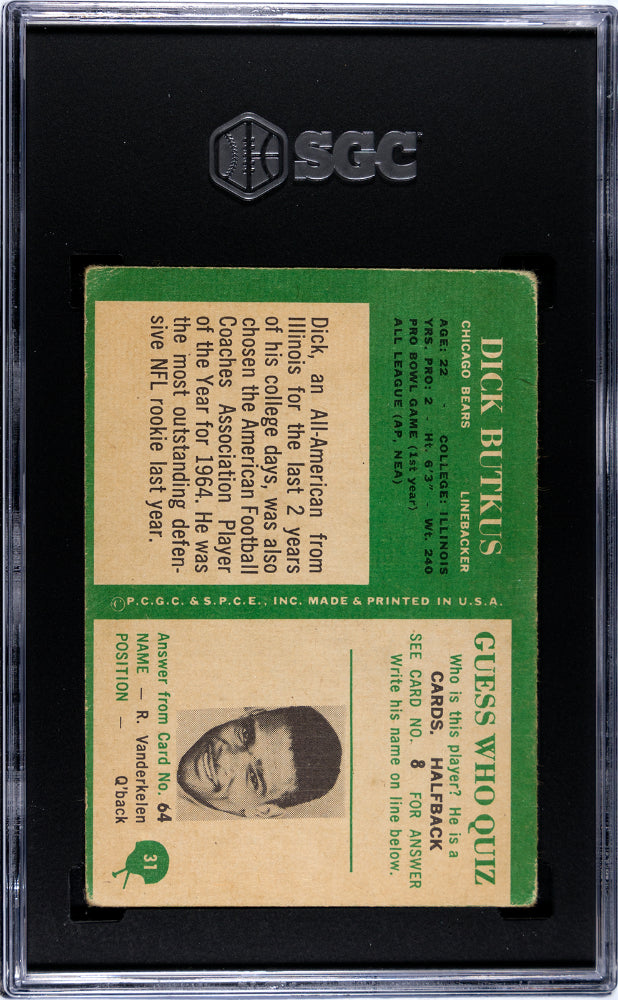 SGC
DICK BUTKUS
CHICAGO BEARS LINEBACKER
AGE: 22 - COLLEGE: ILLINOIS
YRS. PRO: 2 - Ht. 6'3" - Wt. 240
PRO BOWL GAME (1st year)
ALL LEAGUE (AP, NEA)
Dick, an All-American from
Illinois for the last 2 years
of his college days, was also
chosen the American Football
Coaches Association Player
of the Year for 1964. He was
the most outstanding defen-
sive NFL rookie last year.
©P.C.G.C. & S.P.C.E., INC. MADE & PRINTED IN U.S.A.
GUESS WHO QUIZ
Who is this player? He is a
CARDS. HALFBACK
SEE CARD NO. 8 FOR ANSWER
Write his name on line below.
Answer from Card No. 64
NAME — R. Vanderkelen
POSITION — Q'back
31